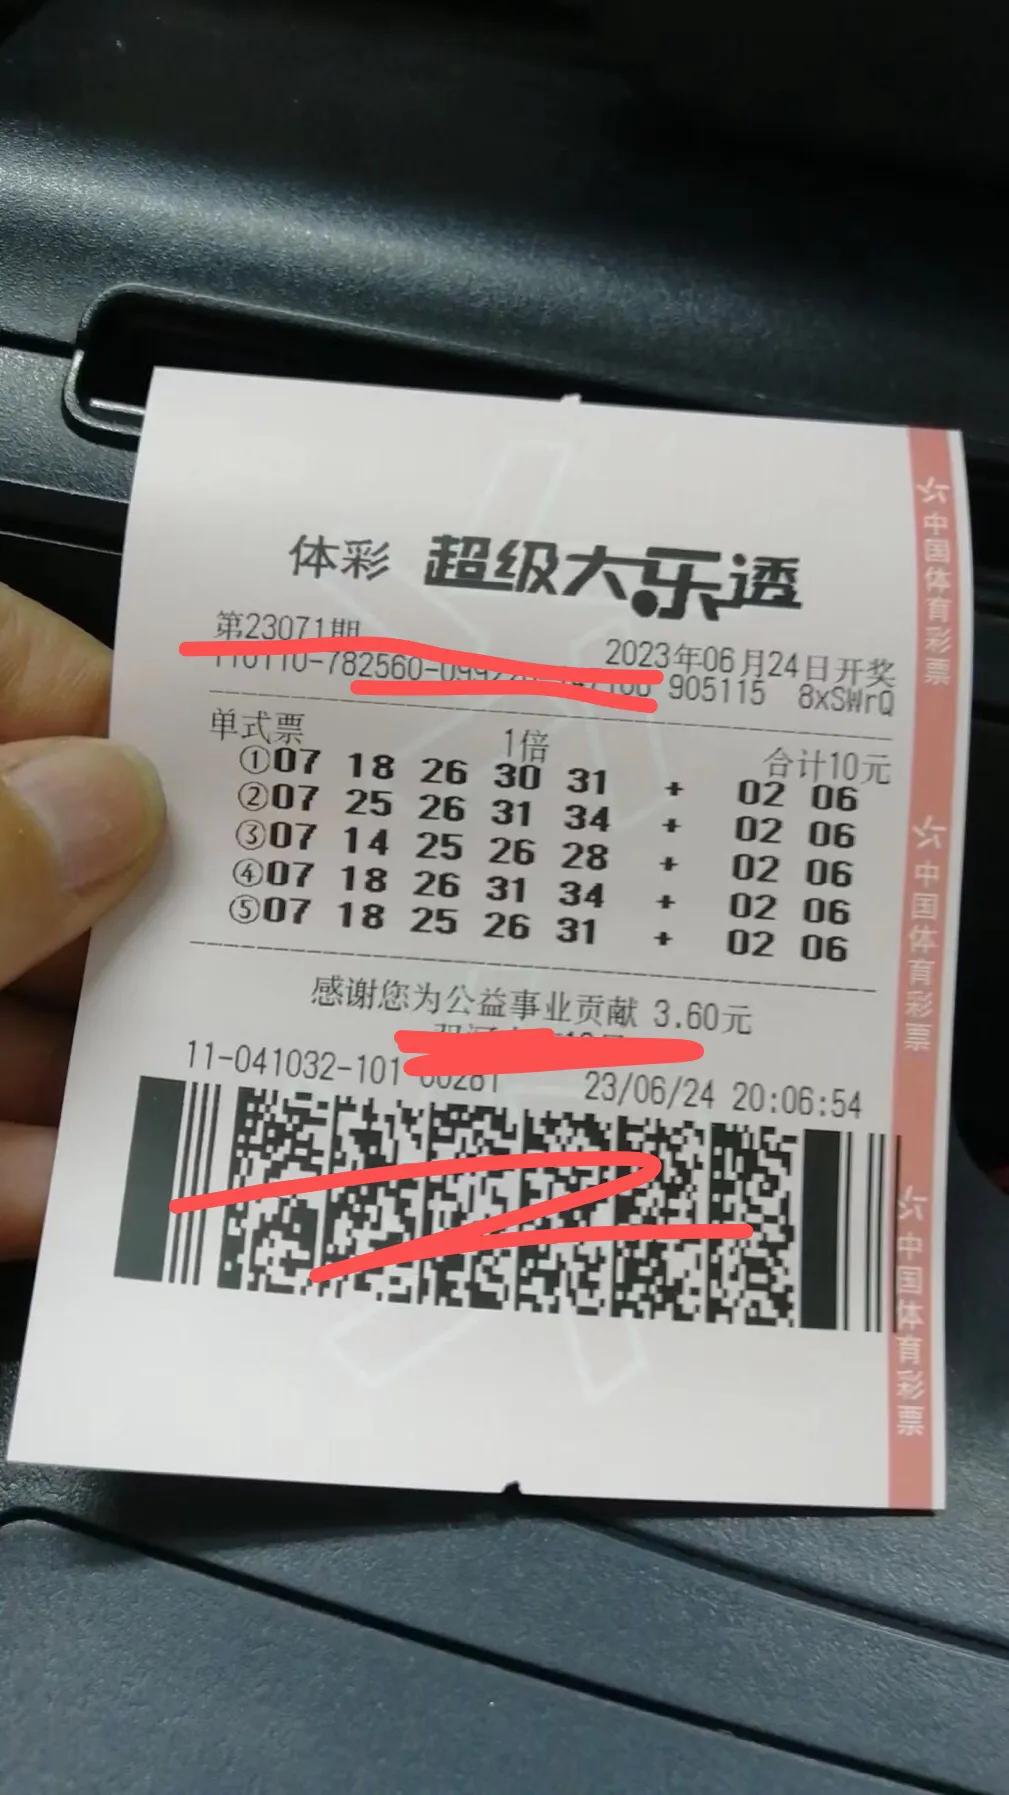 体彩 超级大乐透
第23071期
2023年06月24日开奖
110110-782560-0992 905115 8xSWrQ
单式票 1倍 合计10元
①07 18 26 30 31 + 02 06
②07 25 26 31 34 + 02 06
③07 14 25 26 28 + 02 06
④07 18 26 31 34 + 02 06
⑤07 18 25 26 31 + 02 06
感谢您为公益事业贡献 3.60元
11-041032-101 23/06/24 20:06:54
中国体育彩票
中国体育彩票
中国体育彩票